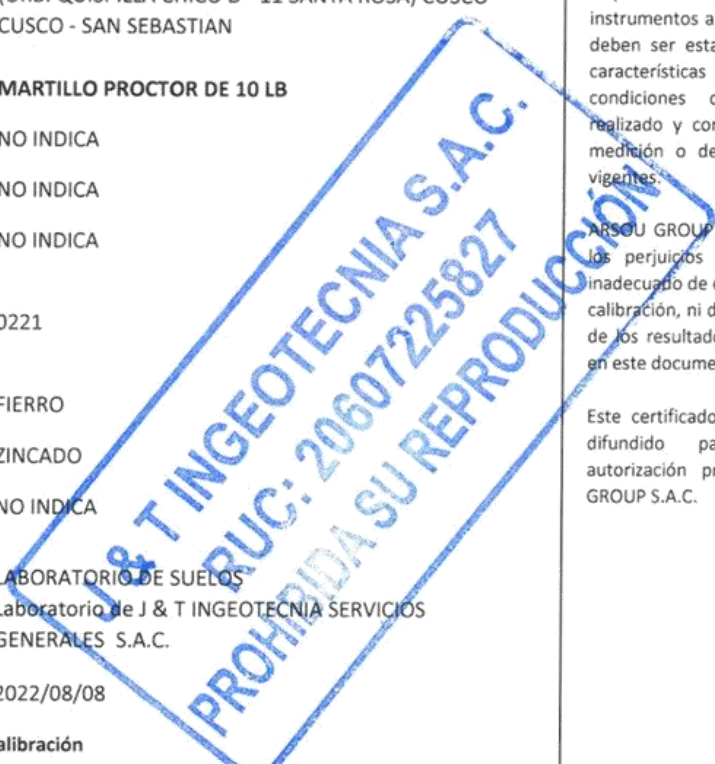 CUSCO - SAN SEBASTIAN
MARTILLO PROCTOR DE 10 LB
NO INDICA
NO INDICA
NO INDICA
0221
FIERRO
ZINCADO
NO INDICA
LABORATORIO DE SUELOS
Laboratorio de J & T INGEOTECNIA SERVICIOS
GENERALES S.A.C.
2022/08/08
alibración
instrumentos a
deben ser esta
características
condiciones
realizado y con
medición o de
vigentes.
ARSOU GROUP
los perjuicios
inadecuado de
calibración, ni d
de los resultad
en este docume
Este certificado
difundido pa
autorización pr
GROUP S.A.C.
J & T INGEOTECNIA S.A.C.
RUC: 20607225827
PROHIBIDA SU REPRODUCCIÓN